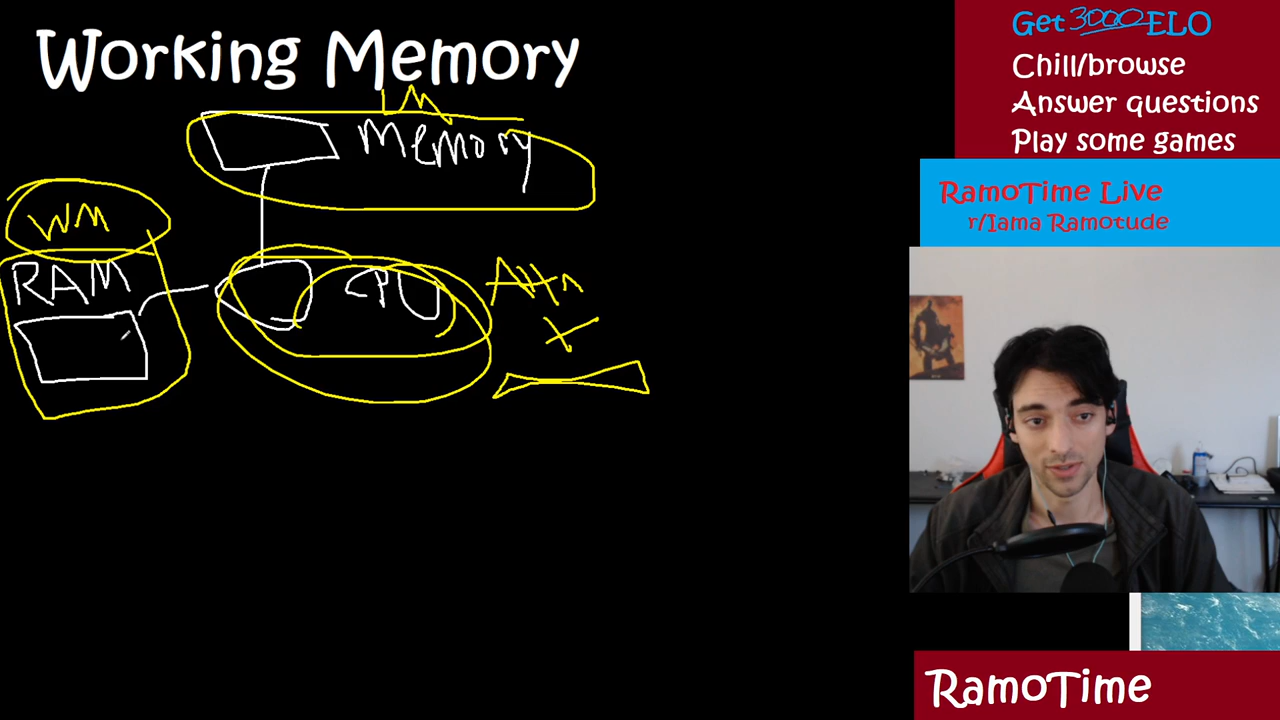 Working Memory
LM
Memory
WM
RAM
CPU
Attn
+
Get 3000 ELO
Chill/browse
Answer questions
Play some games
RamoTime Live
r/Iama Ramotude
RamoTime